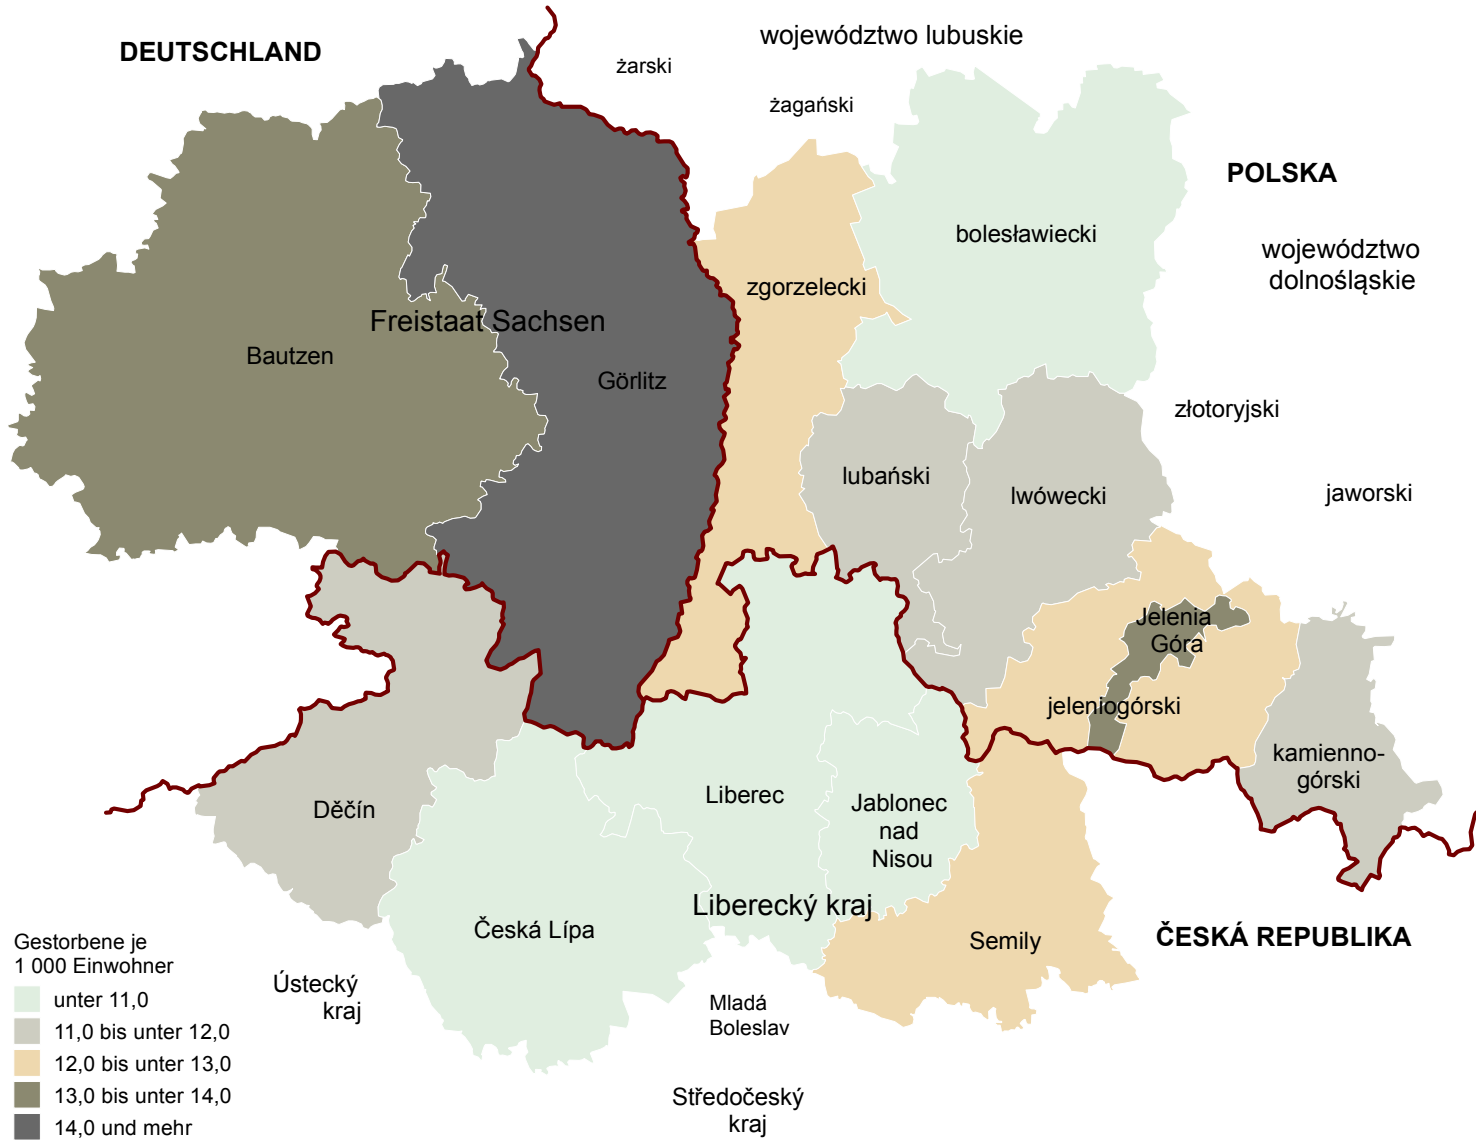 DEUTSCHLAND
województwo lubuskie
żarski
żagański
POLSKA
bolesławiecki
województwo
dolnośląskie
zgorzelecki
Freistaat Sachsen
Bautzen
Görlitz
złotoryjski
lubański
lwówecki
jaworski
Jelenia
Góra
jeleniogórski
kamienno-
górski
Děčín
Liberec
Jablonec
nad
Nisou
Liberecký kraj
Česká Lípa
Semily
ČESKÁ REPUBLIKA
Ústecký
kraj
Mladá
Boleslav
Středočeský
kraj
Gestorbene je
1 000 Einwohner
unter 11,0
11,0 bis unter 12,0
12,0 bis unter 13,0
13,0 bis unter 14,0
14,0 und mehr